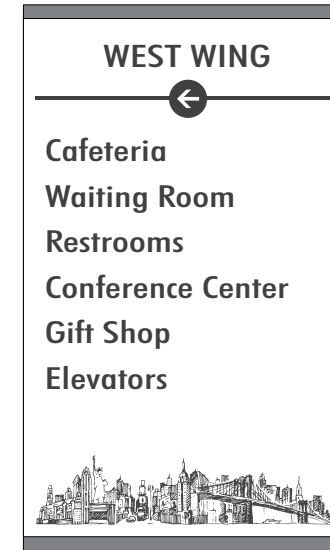 WEST WING
Cafeteria
Waiting Room
Restrooms
Conference Center
Gift Shop
Elevators